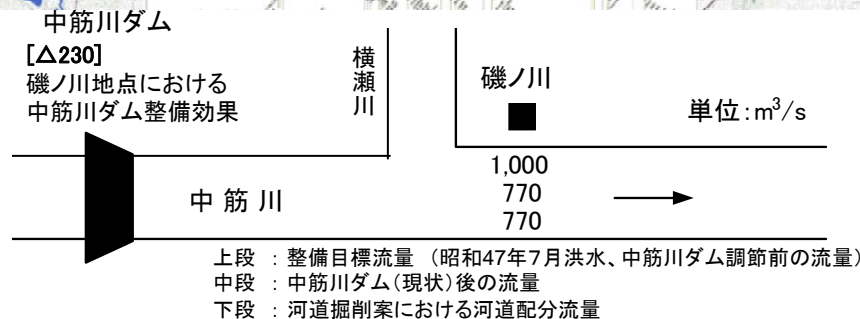 中筋川ダム
[△230]
磯ノ川地点における
中筋川ダム整備効果
横瀬川
磯ノ川
単位:m³/s
中筋川
1,000
770
770
上段 : 整備目標流量 (昭和47年7月洪水、中筋川ダム調節前の流量)
中段 : 中筋川ダム(現状)後の流量
下段 : 河道掘削案における河道配分流量